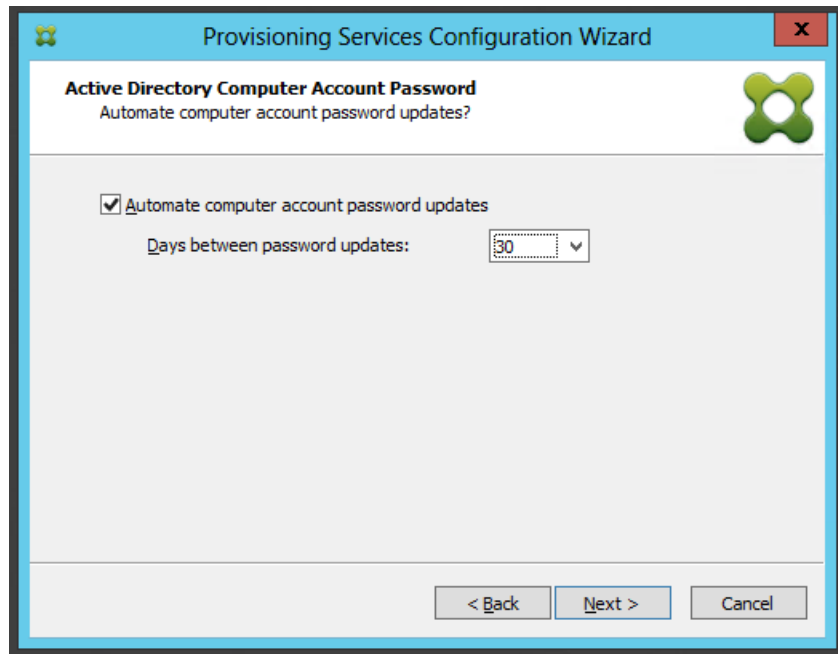 Provisioning Services Configuration Wizard
x
Active Directory Computer Account Password
Automate computer account password updates?
Automate computer account password updates
Days between password updates: 30
< Back Next > Cancel